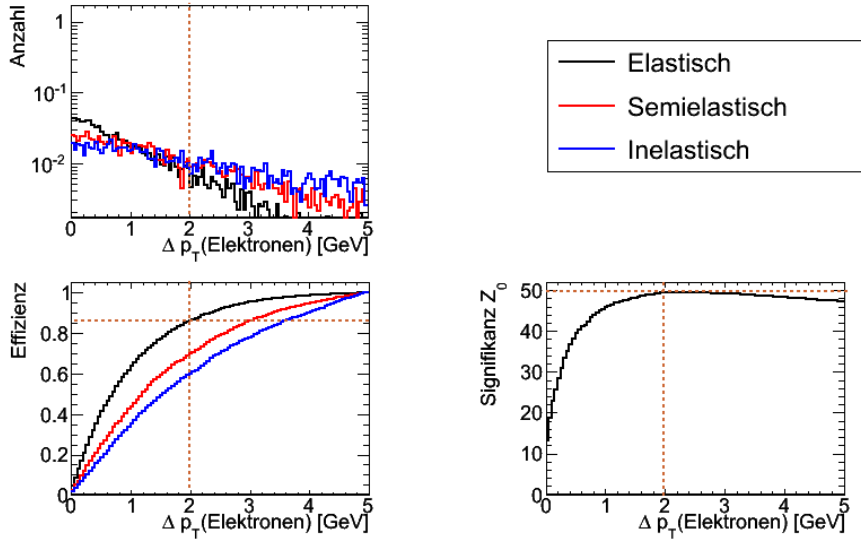 Anzahl
1
10⁻¹
10⁻²
0 1 2 3 4 5
Δ p_T(Elektronen) [GeV]
Elastisch
Semielastisch
Inelastisch
Effizienz
1
0.8
0.6
0.4
0.2
0
0 1 2 3 4 5
Δ p_T(Elektronen) [GeV]
Signifikanz Z₀
50
40
30
20
10
0
0 1 2 3 4 5
Δ p_T(Elektronen) [GeV]